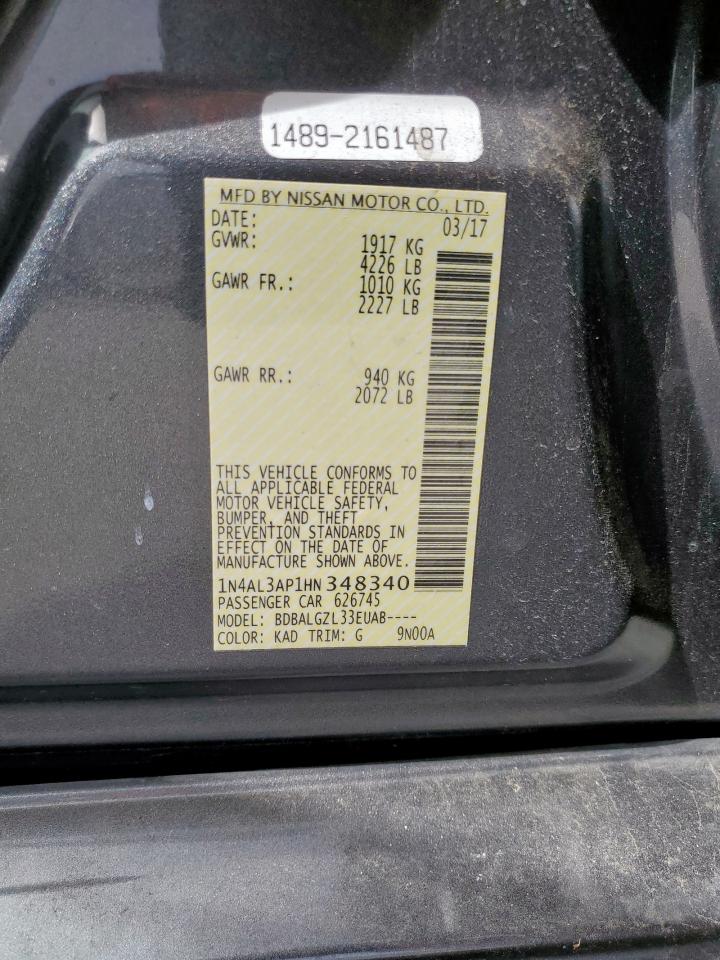 1489-2161487
MFD BY NISSAN MOTOR CO., LTD.
DATE: 03/17
GVWR: 1917 KG
4226 LB
GAWR FR.: 1010 KG
2227 LB
GAWR RR.: 940 KG
2072 LB
THIS VEHICLE CONFORMS TO
ALL APPLICABLE FEDERAL
MOTOR VEHICLE SAFETY,
BUMPER, AND THEFT
PREVENTION STANDARDS IN
EFFECT ON THE DATE OF
MANUFACTURE SHOWN ABOVE.
1N4AL3AP1HN348340
PASSENGER CAR 626745
MODEL: BDBALGZL33EUAB----
COLOR: KAD TRIM: G 9N00A